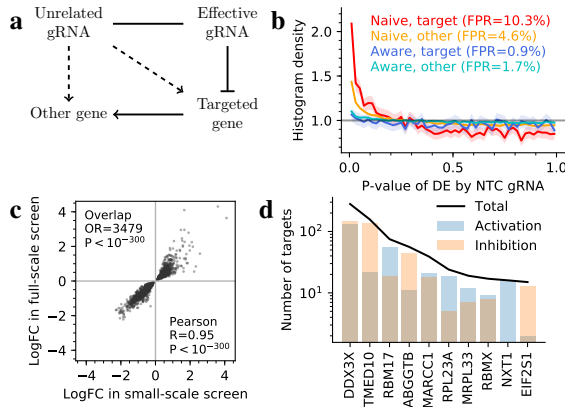 a
Unrelated
gRNA
Effective
gRNA
Other gene
Targeted
gene
b
Naive, target (FPR=10.3%)
Naive, other (FPR=4.6%)
Aware, target (FPR=0.9%)
Aware, other (FPR=1.7%)
Histogram density
2.0
1.5
1.0
0.0
0.5
1.0
P-value of DE by NTC gRNA
c
LogFC in full-scale screen
4
2
0
−2
−4
Overlap
OR=3479
P < 10⁻³⁰⁰
Pearson
R=0.95
P < 10⁻³⁰⁰
−4 −2 0 2 4
LogFC in small-scale screen
d
Number of targets
10²
10¹
Total
Activation
Inhibition
DDX3X
TMED10
RBM17
ABGGTB
MARCC1
RPL23A
MRPL33
RBMX
NXT1
EIF2S1